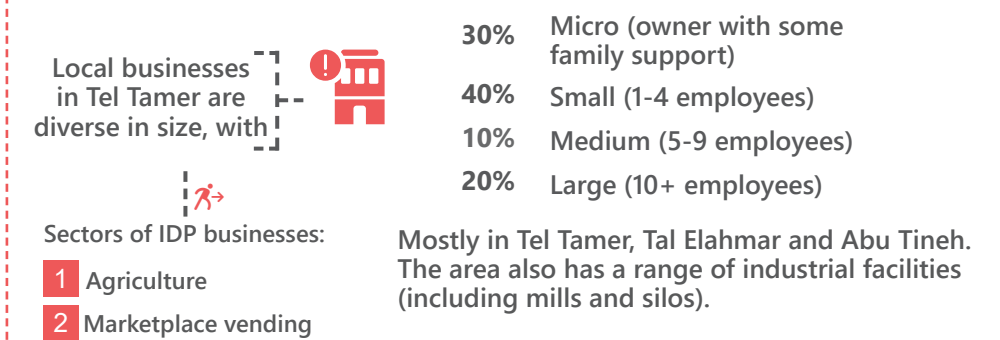 Local businesses
in Tel Tamer are
diverse in size, with
30% Micro (owner with some
family support)
40% Small (1-4 employees)
10% Medium (5-9 employees)
20% Large (10+ employees)
Sectors of IDP businesses:
1 Agriculture
2 Marketplace vending
Mostly in Tel Tamer, Tal Elahmar and Abu Tineh.
The area also has a range of industrial facilities
(including mills and silos).